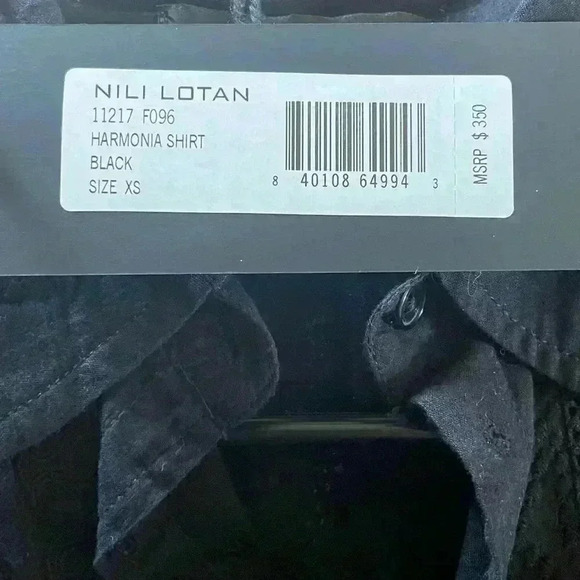 NILI LOTAN
11217 F096
HARMONIA SHIRT
BLACK
SIZE XS
8 40108 64994 3
MSRP $ 350